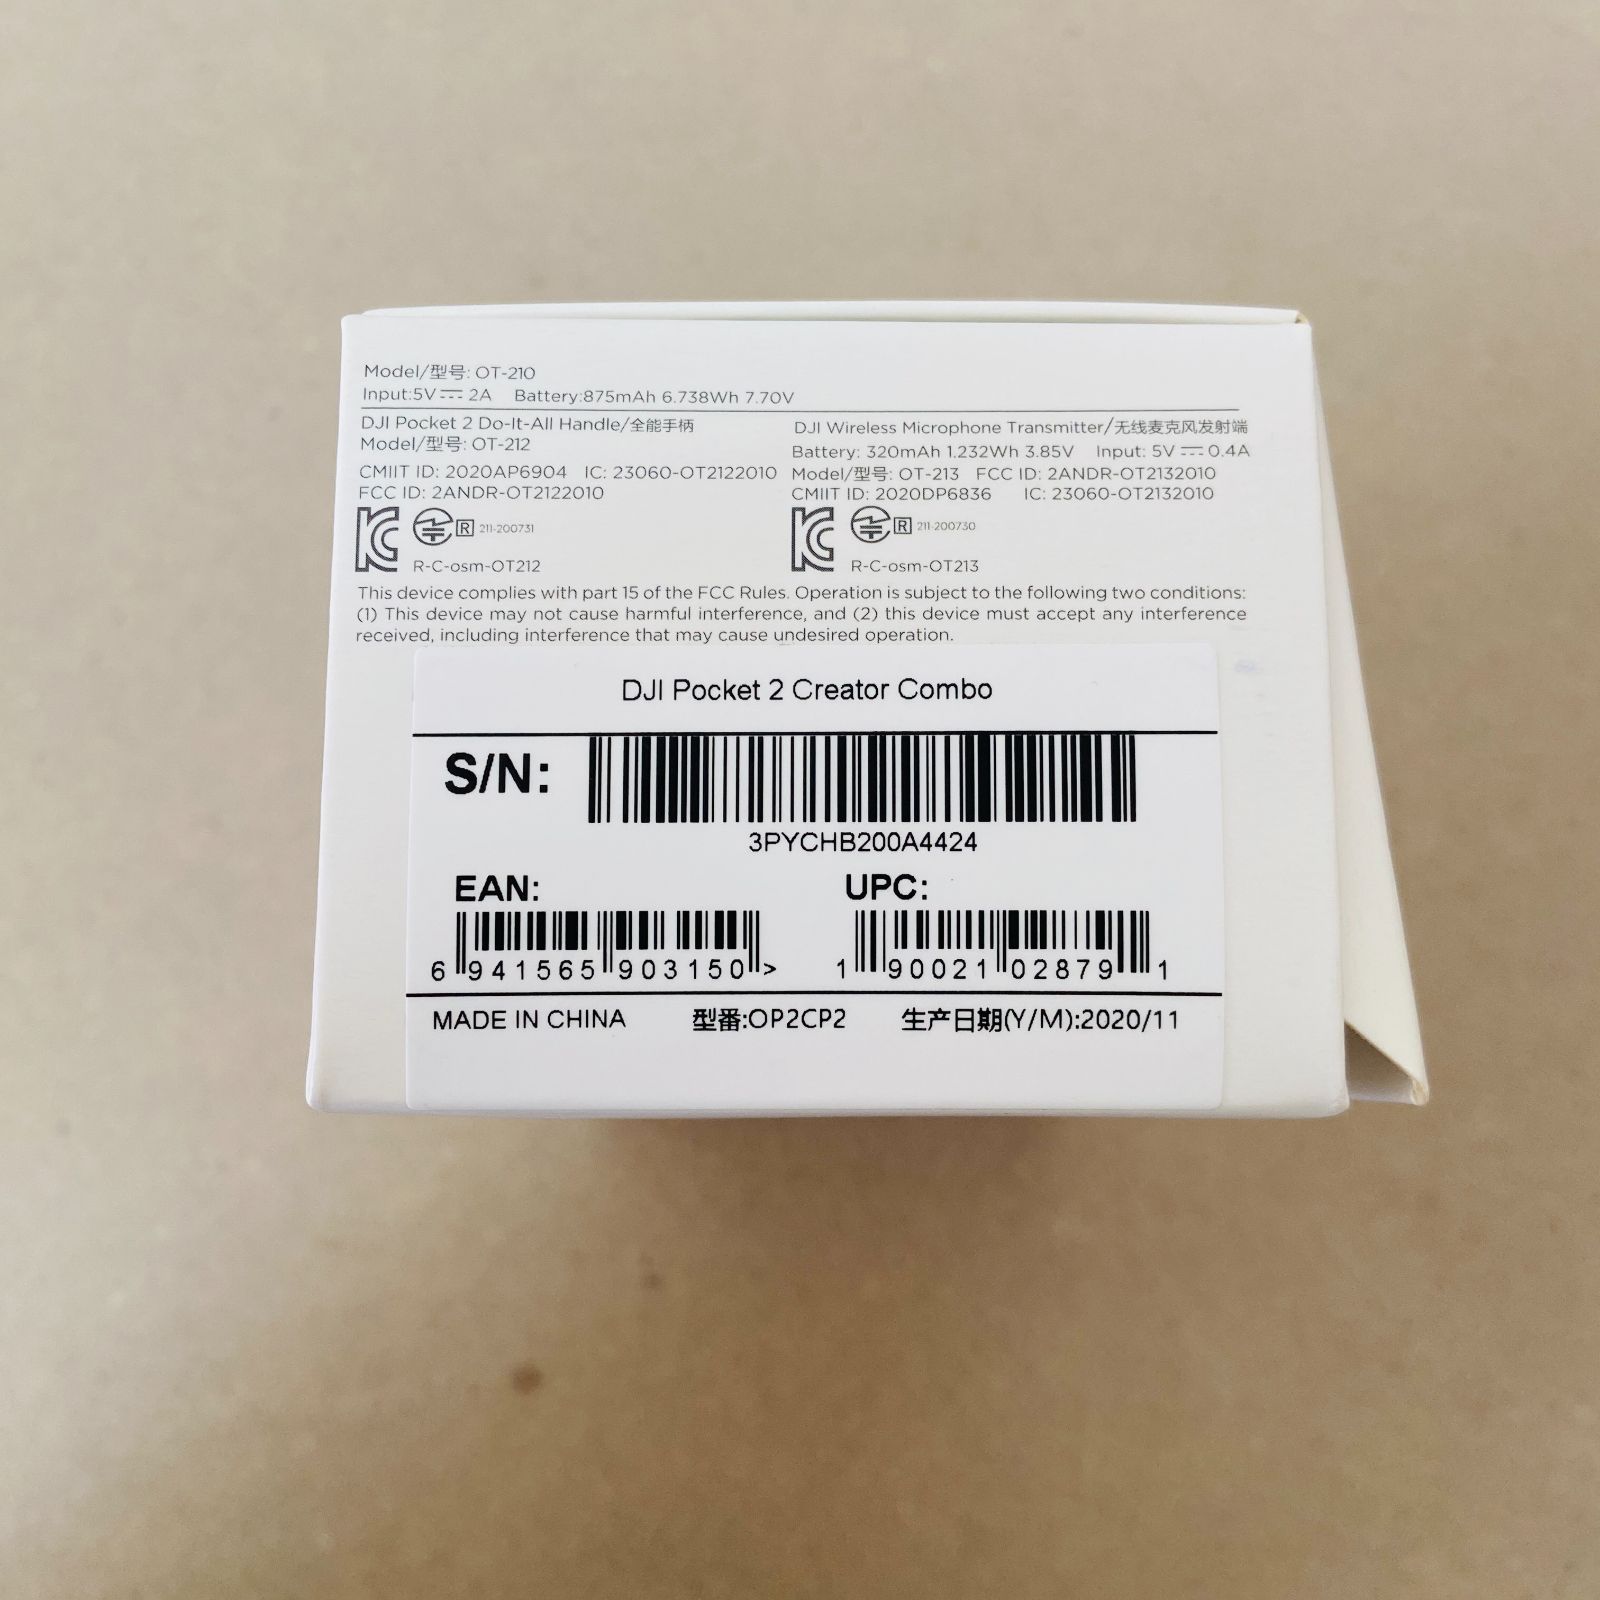 Model/型号: OT-210
Input:5V⎓2A Battery:875mAh 6.738Wh 7.70V
DJI Pocket 2 Do-It-All Handle/全能手柄
Model/型号: OT-212
CMIIT ID: 2020AP6904 IC: 23060-OT2122010
FCC ID: 2ANDR-OT2122010
R 211-200731
R-C-osm-OT212
DJI Wireless Microphone Transmitter/无线麦克风发射端
Battery: 320mAh 1.232Wh 3.85V Input: 5V⎓0.4A
Model/型号: OT-213 FCC ID: 2ANDR-OT2132010
CMIIT ID: 2020DP6836 IC: 23060-OT2132010
R 211-200730
R-C-osm-OT213
This device complies with part 15 of the FCC Rules. Operation is subject to the following two conditions:
(1) This device may not cause harmful interference, and (2) this device must accept any interference
received, including interference that may cause undesired operation.
DJI Pocket 2 Creator Combo
S/N:
3PYCHB200A4424
EAN:
6 941565 903150 >
UPC:
1 90021 02879 1
MADE IN CHINA 型番:OP2CP2 生产日期(Y/M):2020/11